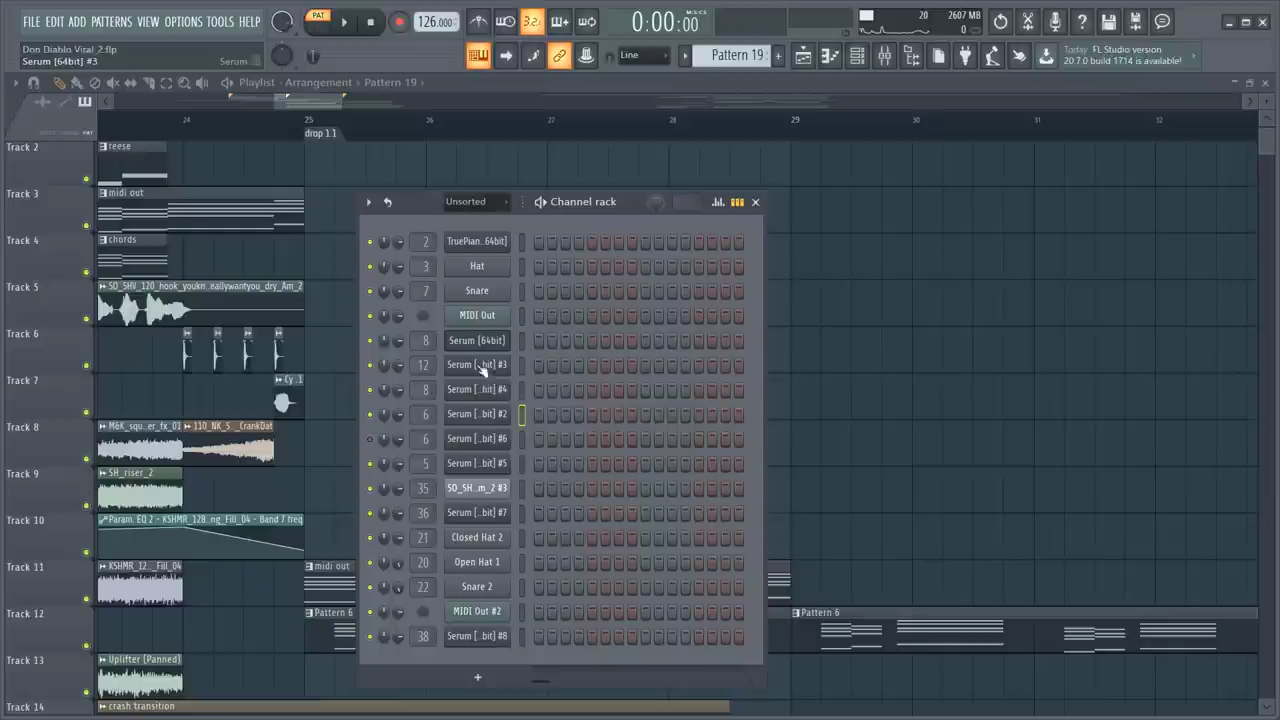 FILE EDIT ADD PATTERNS VIEW OPTIONS TOOLS HELP
PAT
126.000
3.2.
0:00:00
20
2607 MB
0
Don Diablo Viral_2.flp
Serum [64bit] #3
Serum
Line
Pattern 19
Today FL Studio version
20.7.0 build 1714 is available!
Playlist - Arrangement › Pattern 19 ›
PAT
24
25
26
27
28
29
30
31
32
drop 1.1
Track 2
reese
Track 3
midi out
Track 4
chords
Track 5
SO_SHV_120_hook_youkn..eallywantyou_dry_Am_2
Track 6
Track 7
Cy .1
Track 8
M6K_squ..er_fx_01
110_NK_S.._CrankDat
Track 9
SH_riser_2
Track 10
Param. EQ 2 - KSHMR_128..ng_Fill_04 - Band 7 freq
Track 11
KSHMR_12.._Fill_04
midi out
Track 12
Pattern 6
Pattern 6
Track 13
Uplifter (Panned)
Track 14
crash transition
Unsorted
Channel rack
2
TruePian..64bit]
3
Hat
7
Snare
MIDI Out
8
Serum [64bit]
12
Serum [..bit] #3
8
Serum [..bit] #4
6
Serum [..bit] #2
6
Serum [..bit] #6
5
Serum [..bit] #5
35
SO_SH..m_2 #3
36
Serum [..bit] #7
21
Closed Hat 2
20
Open Hat 1
22
Snare 2
MIDI Out #2
38
Serum [..bit] #8
+